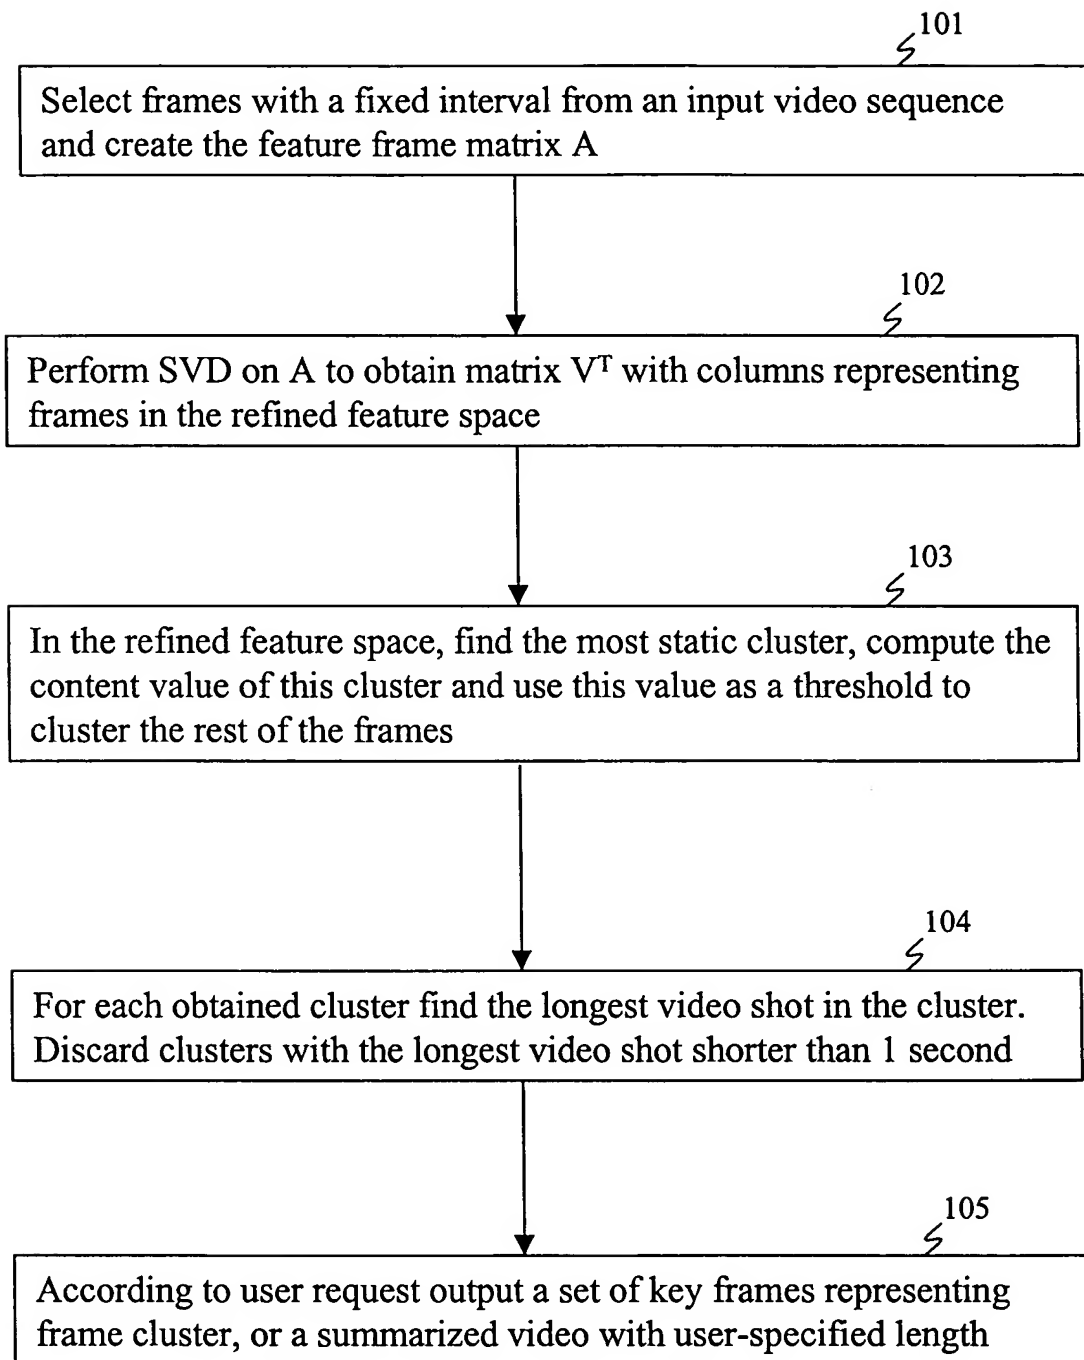 101
Select frames with a fixed interval from an input video sequence
and create the feature frame matrix A
102
Perform SVD on A to obtain matrix Vᵀ with columns representing
frames in the refined feature space
103
In the refined feature space, find the most static cluster, compute the
content value of this cluster and use this value as a threshold to
cluster the rest of the frames
104
For each obtained cluster find the longest video shot in the cluster.
Discard clusters with the longest video shot shorter than 1 second
105
According to user request output a set of key frames representing
frame cluster, or a summarized video with user-specified length